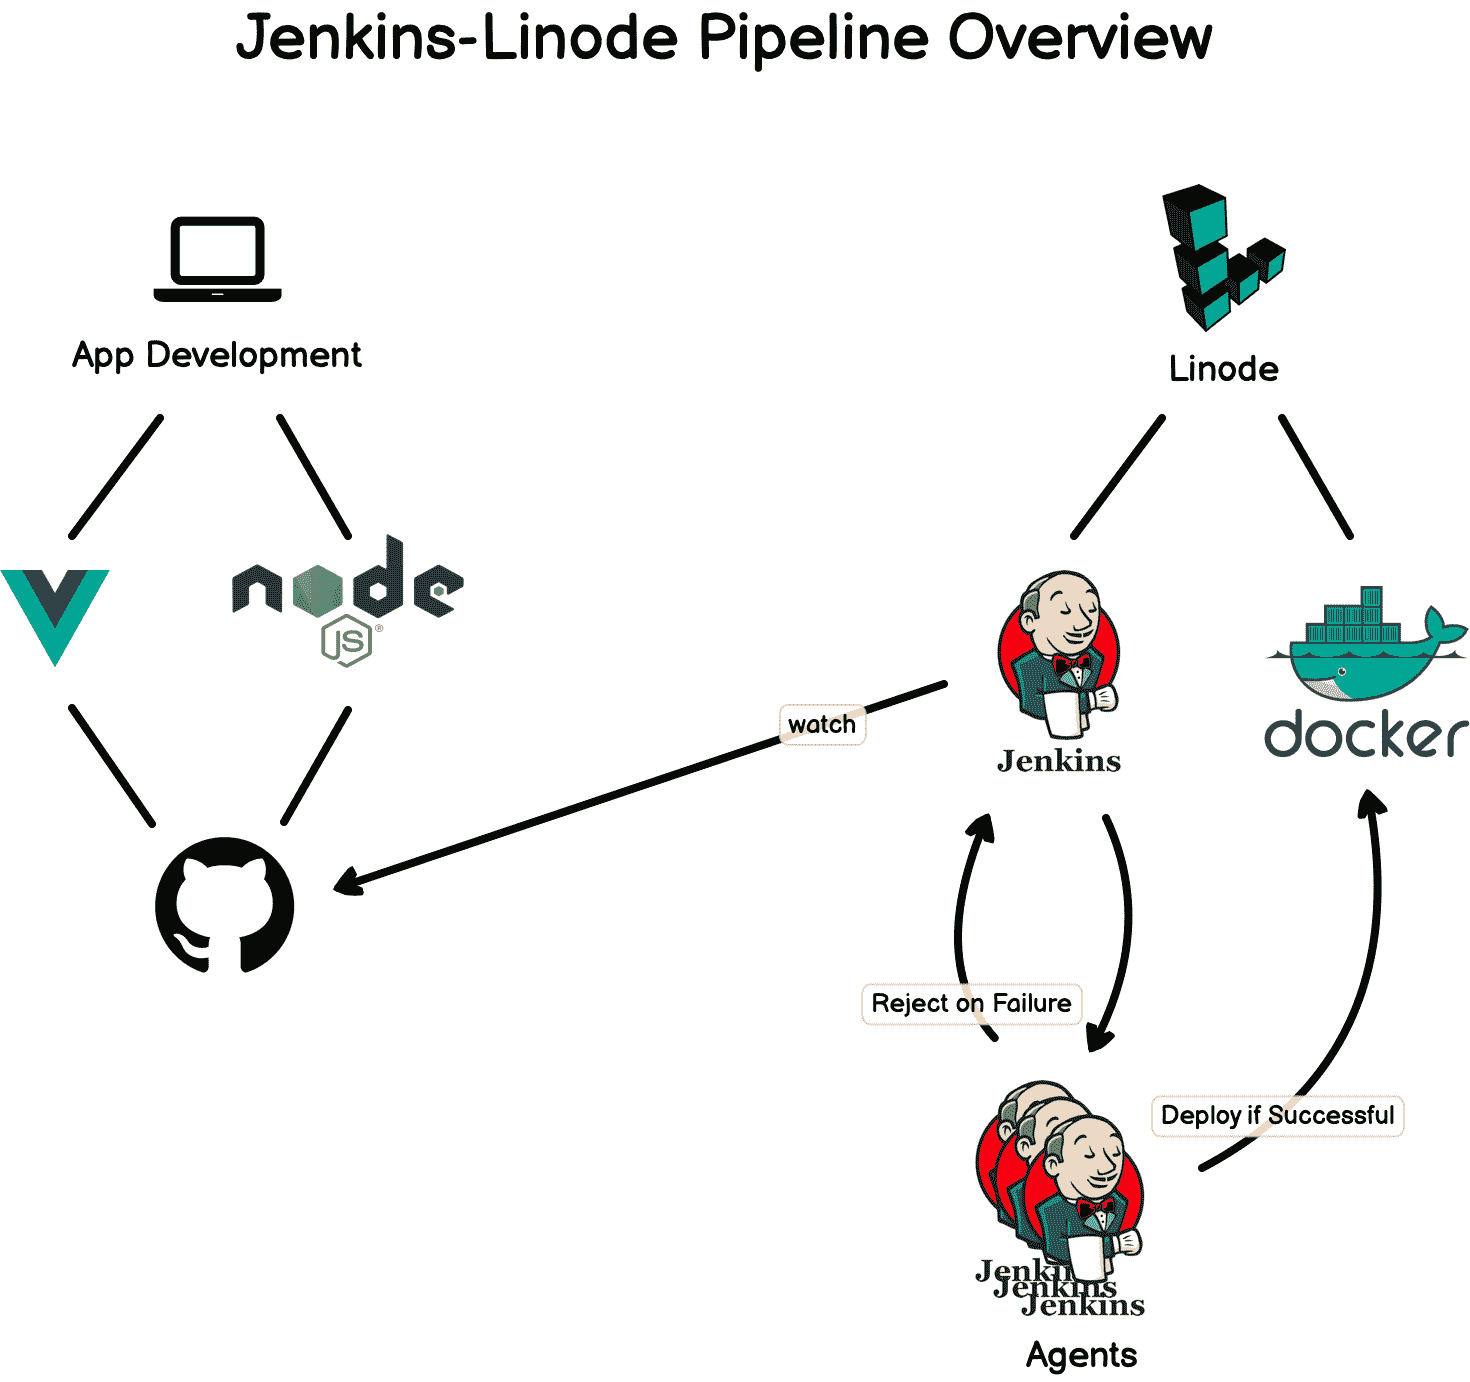 Jenkins-Linode Pipeline Overview
App Development
Linode
node
JS®
watch
Jenkins
docker
Reject on Failure
Deploy if Successful
Jenkins
Jenkins
Jenkins
Agents